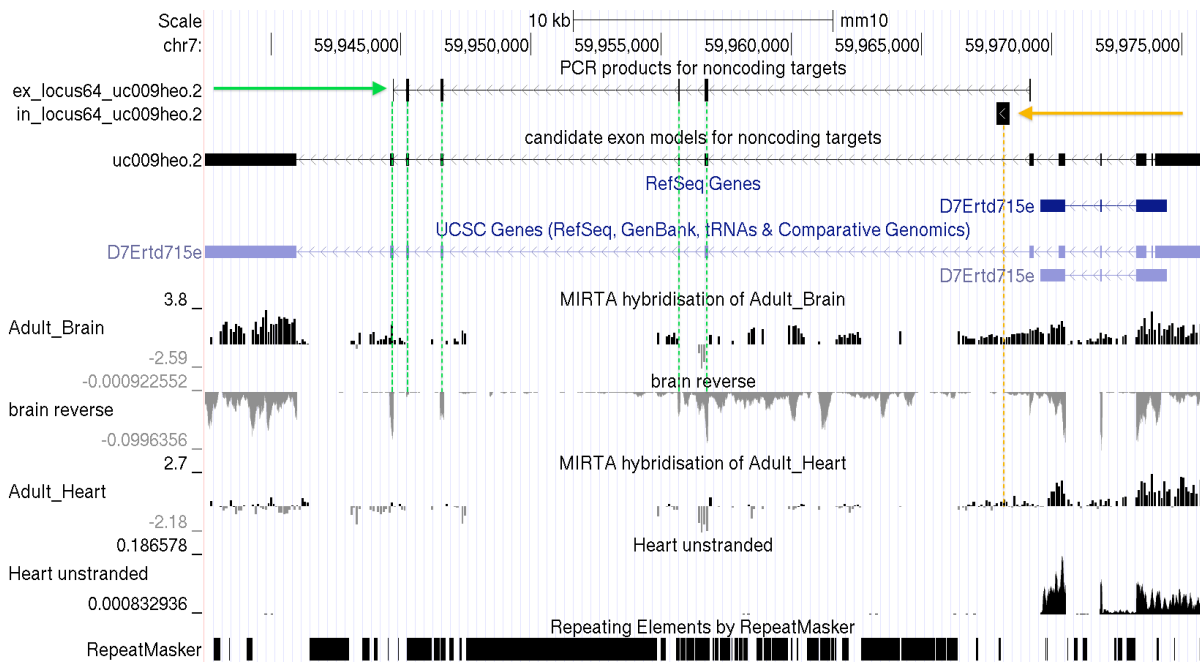 Scale 10 kb mm10
chr7: 59,945,000 59,950,000 59,955,000 59,960,000 59,965,000 59,970,000 59,975,000
PCR products for noncoding targets
ex_locus64_uc009heo.2
in_locus64_uc009heo.2
candidate exon models for noncoding targets
uc009heo.2
RefSeq Genes
D7Ertd715e
UCSC Genes (RefSeq, GenBank, tRNAs & Comparative Genomics)
D7Ertd715e
D7Ertd715e
3.8 MIRTA hybridisation of Adult_Brain
Adult_Brain
-2.59
-0.000922552 brain reverse
brain reverse
-0.0996356
2.7 MIRTA hybridisation of Adult_Heart
Adult_Heart
-2.18
0.186578 Heart unstranded
Heart unstranded
0.000832936
Repeating Elements by RepeatMasker
RepeatMasker